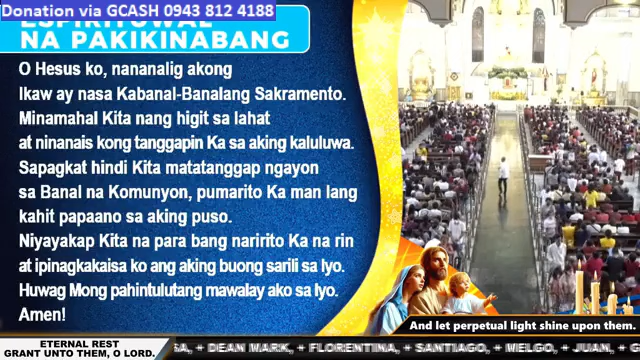 Donation via GCASH 0943 812 4188
NA PAKIKINABANG
O Hesus ko, nananalig akong
Ikaw ay nasa Kabanal-Banalang Sakramento.
Minamahal Kita nang higit sa lahat
at ninanais kong tanggapin Ka sa aking kaluluwa.
Sapagkat hindi Kita matatanggap ngayon
sa Banal na Komunyon, pumarito Ka man lang
kahit papaano sa aking puso.
Niyayakap Kita na para bang naririto Ka na rin
at ipinagkakaisa ko ang aking buong sarili sa Iyo.
Huwag Mong pahintulutang mawalay ako sa Iyo.
Amen!
And let perpetual light shine upon them.
ETERNAL REST
GRANT UNTO THEM, O LORD.
+ DEAN MARK, + FLORENTINA, + SANTIAGO, + MELGO, + JUAN, +